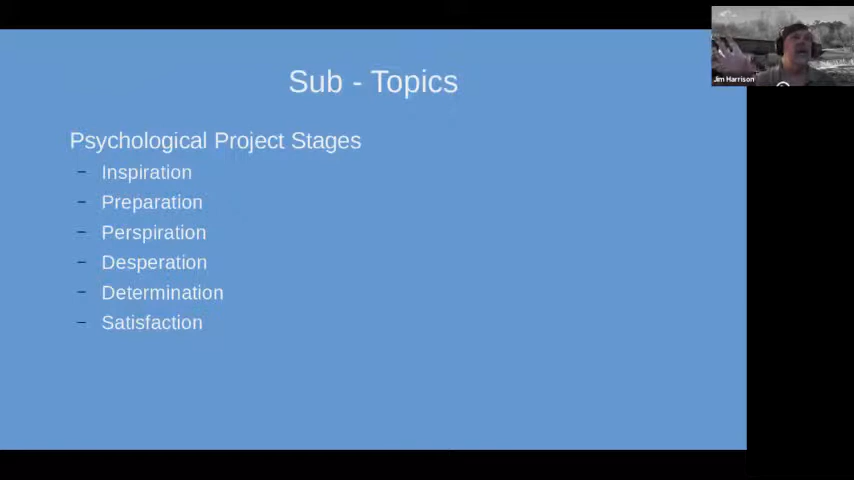 Sub - Topics
Psychological Project Stages
– Inspiration
– Preparation
– Perspiration
– Desperation
– Determination
– Satisfaction
Jim Harrison